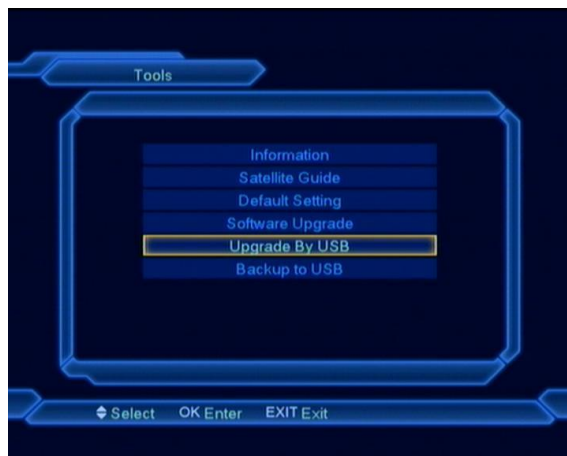 Tools
Information
Satellite Guide
Default Setting
Software Upgrade
Upgrade By USB
Backup to USB
Select OK Enter EXIT Exit